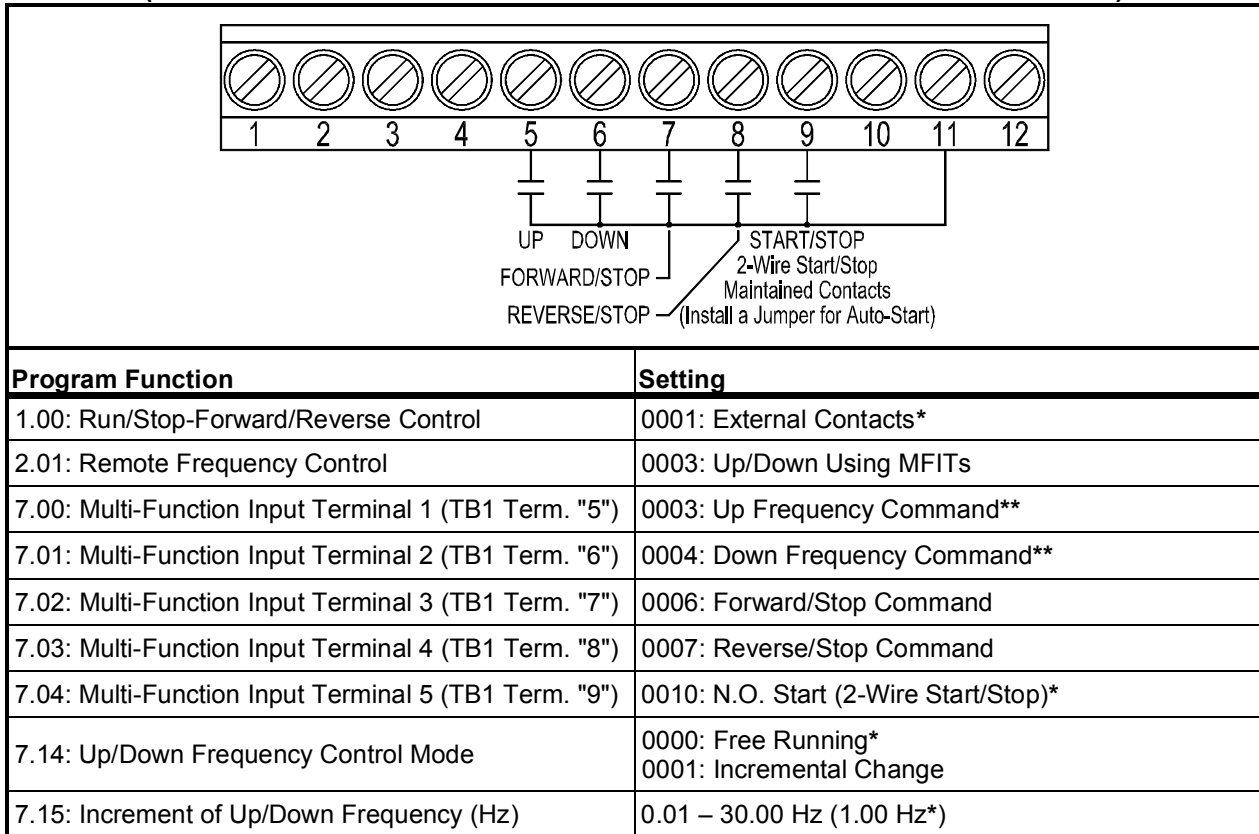 1 2 3 4 5 6 7 8 9 10 11 12
UP DOWN START/STOP
2-Wire Start/Stop
FORWARD/STOP
Maintained Contacts
REVERSE/STOP (Install a Jumper for Auto-Start)
Program Function Setting
1.00: Run/Stop-Forward/Reverse Control 0001: External Contacts*
2.01: Remote Frequency Control 0003: Up/Down Using MFITs
7.00: Multi-Function Input Terminal 1 (TB1 Term. "5") 0003: Up Frequency Command**
7.01: Multi-Function Input Terminal 2 (TB1 Term. "6") 0004: Down Frequency Command**
7.02: Multi-Function Input Terminal 3 (TB1 Term. "7") 0006: Forward/Stop Command
7.03: Multi-Function Input Terminal 4 (TB1 Term. "8") 0007: Reverse/Stop Command
7.04: Multi-Function Input Terminal 5 (TB1 Term. "9") 0010: N.O. Start (2-Wire Start/Stop)*
7.14: Up/Down Frequency Control Mode 0000: Free Running*
0001: Incremental Change
7.15: Increment of Up/Down Frequency (Hz) 0.01 – 30.00 Hz (1.00 Hz*)